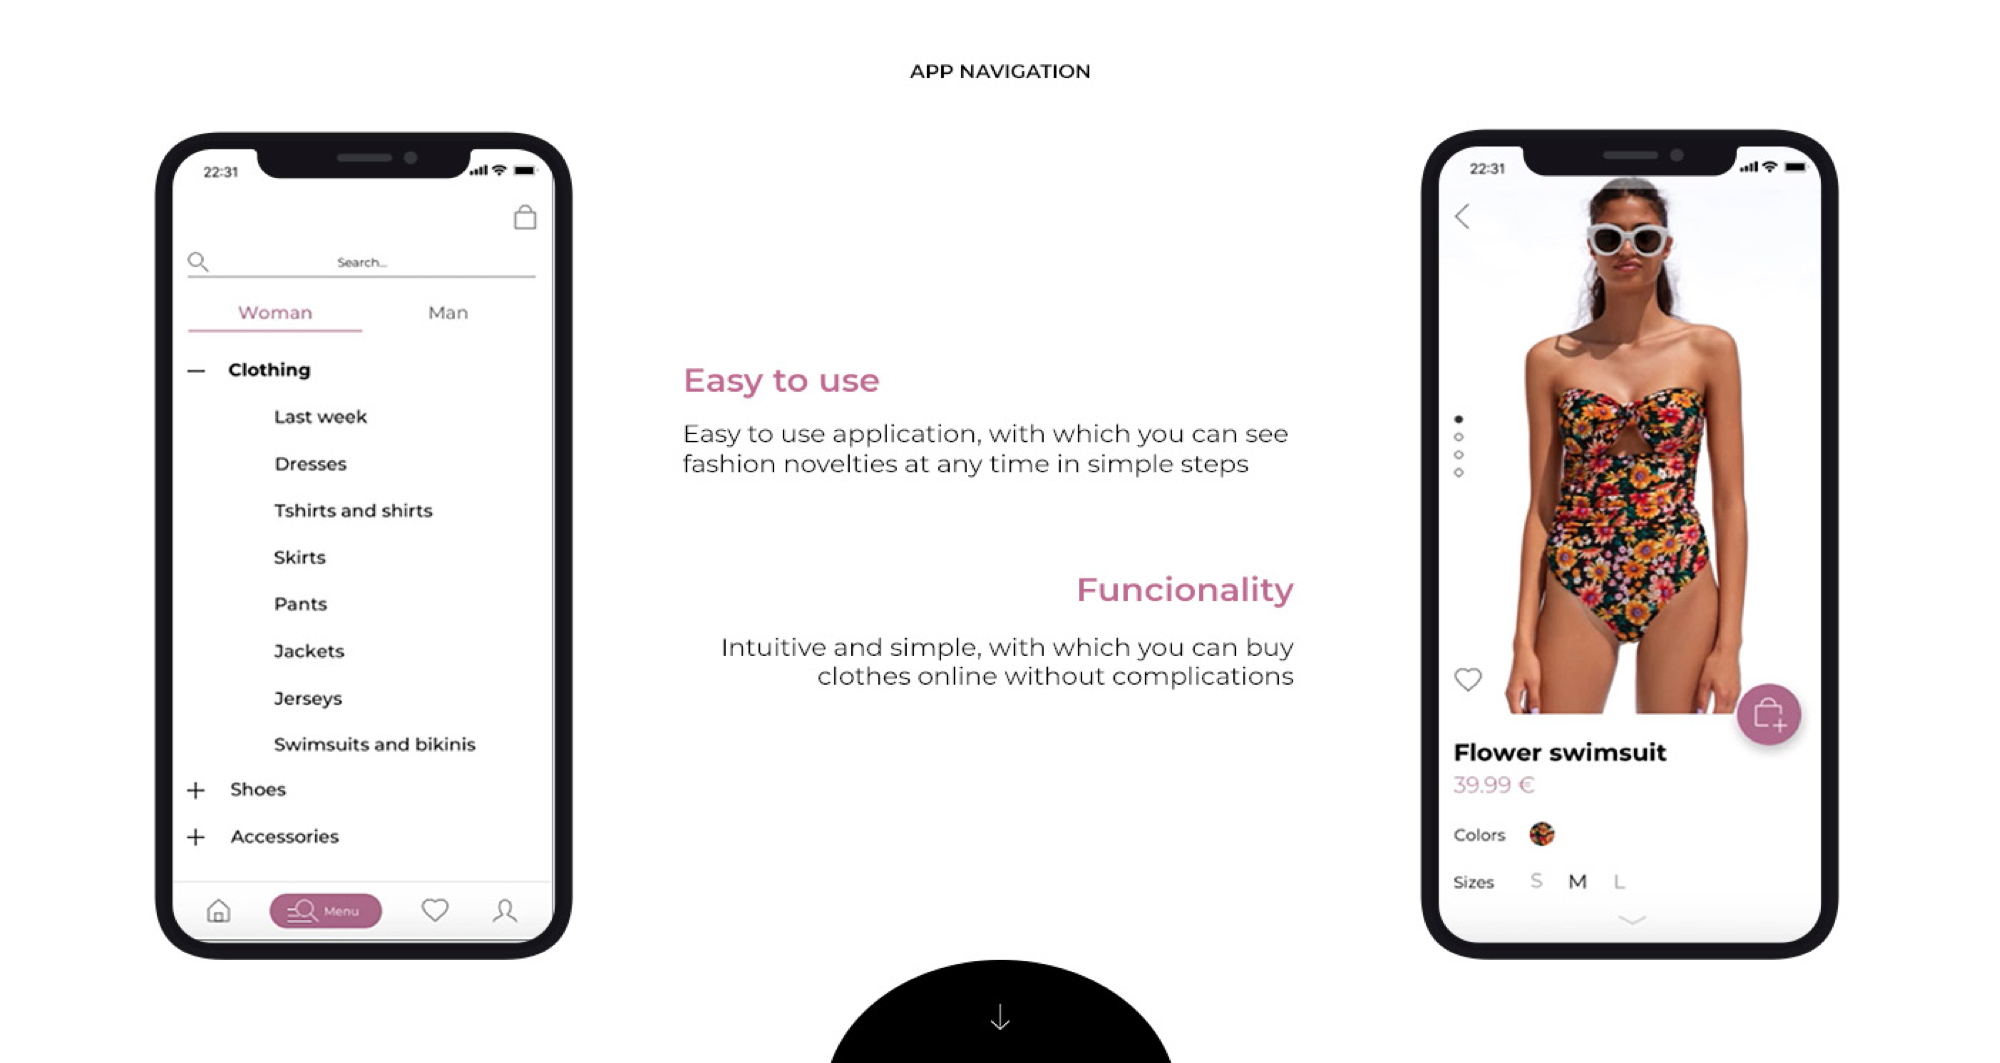 APP NAVIGATION
22:31
Search...
Woman
Man
Clothing
Last week
Dresses
Tshirts and shirts
Skirts
Pants
Jackets
Jerseys
Swimsuits and bikinis
Shoes
Accessories
Menu
Easy to use
Easy to use application, with which you can see
fashion novelties at any time in simple steps
Funcionality
Intuitive and simple, with which you can buy
clothes online without complications
22:31
Flower swimsuit
39.99 €
Colors
Sizes S M L